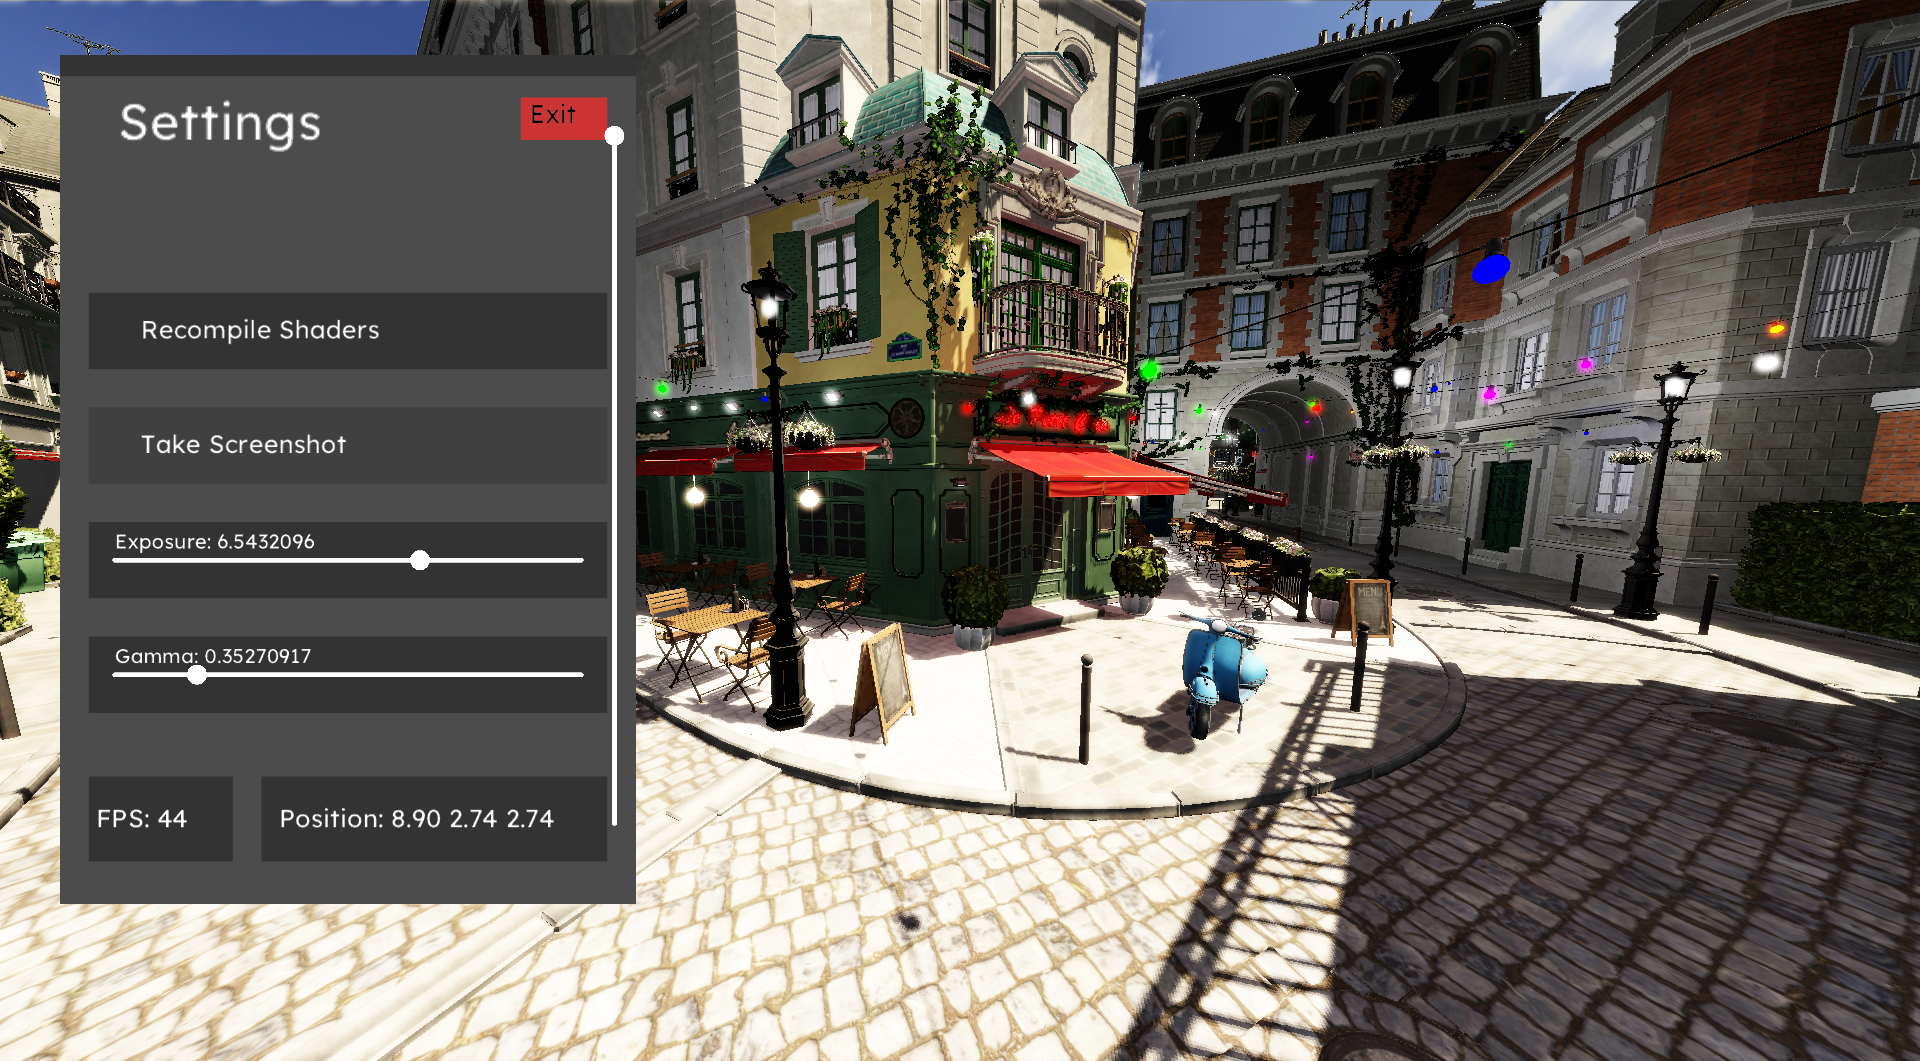 Settings
Exit
Recompile Shaders
Take Screenshot
Exposure: 6.5432096
Gamma: 0.35270917
FPS: 44
Position: 8.90 2.74 2.74
MENU